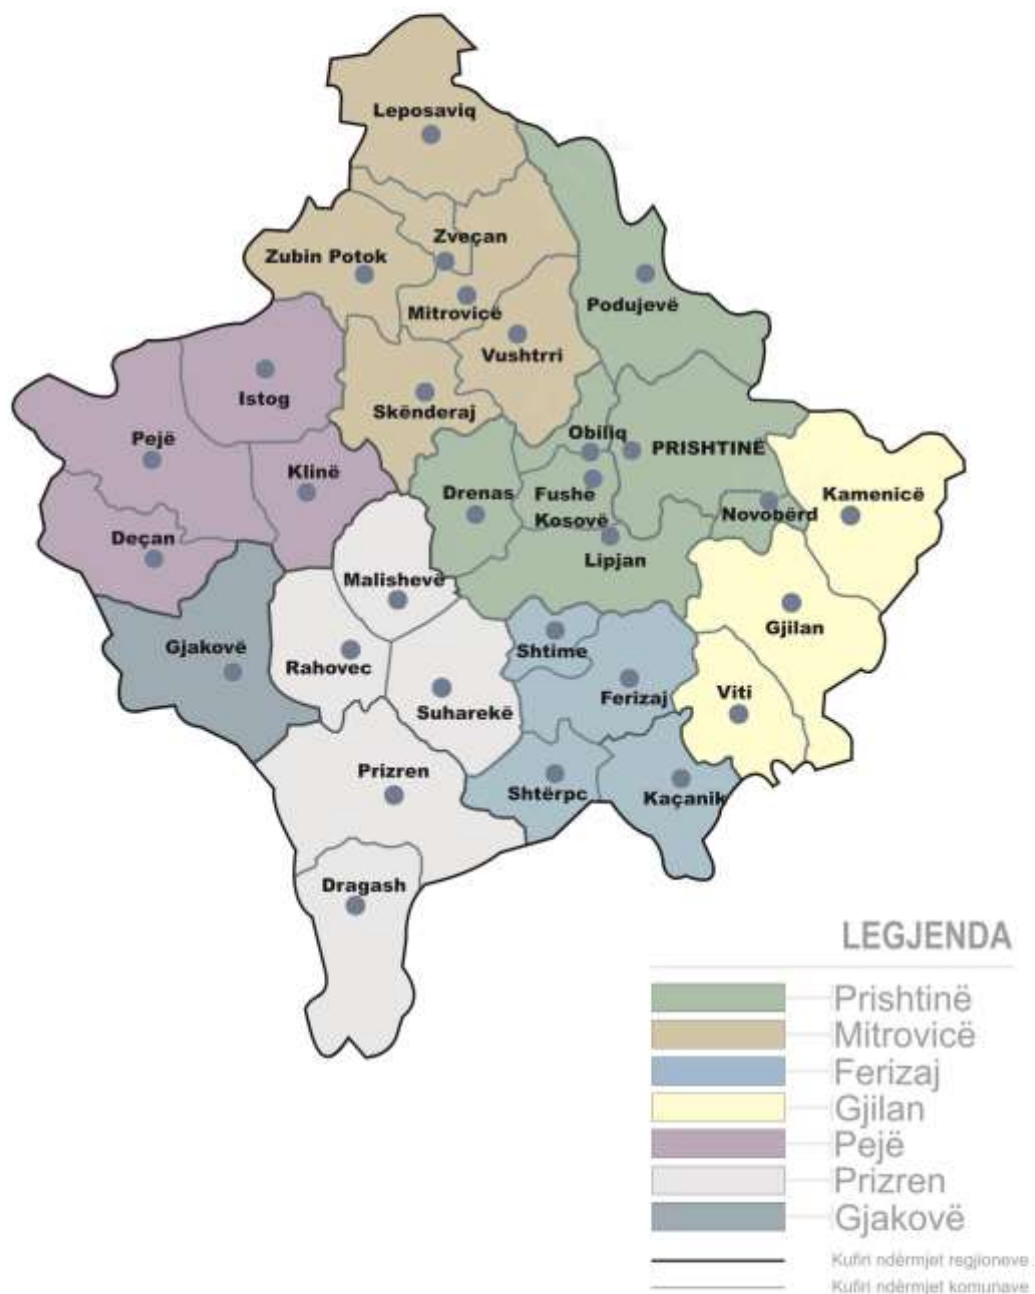 Leposaviq
Zveçan
Zubin Potok
Mitrovicë
Podujevë
Vushtrri
Istog
Skënderaj
Pejë
Obiliq
PRISHTINË
Klinë
Drenas
Fushe
Kosovë
Kamenicë
Novobërd
Deçan
Lipjan
Malishevë
Gjilan
Gjakovë
Rahovec
Shtime
Ferizaj
Viti
Suharekë
Prizren
Shtërpc
Kaçanik
Dragash
LEGJENDA
Prishtinë
Mitrovicë
Ferizaj
Gjilan
Pejë
Prizren
Gjakovë
Kufiri ndërmjet regjioneve
Kufiri ndërmjet komunave